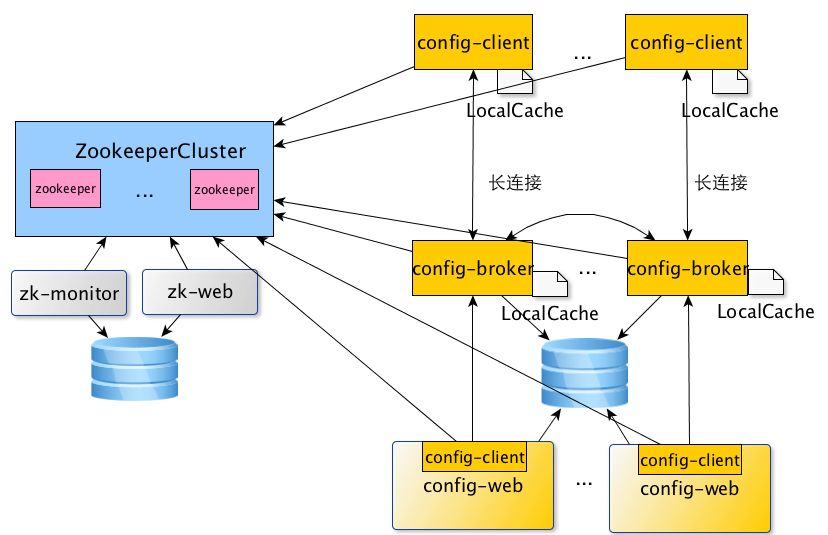 config-client
...
config-client
LocalCache
LocalCache
ZookeeperCluster
zookeeper
...
zookeeper
长连接
长连接
config-broker
...
config-broker
LocalCache
LocalCache
zk-monitor
zk-web
config-client
config-web
...
config-client
config-web